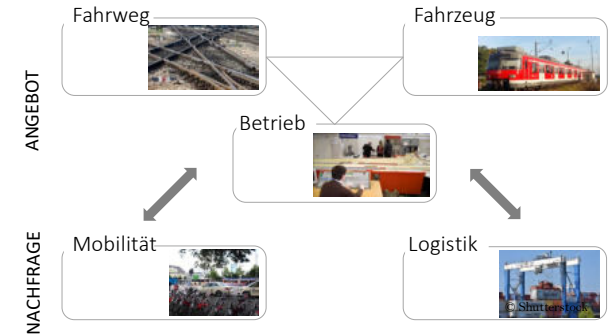 Fahrweg
Fahrzeug
ANGEBOT
Betrieb
NACHFRAGE
Mobilität
Logistik
© Shutterstock